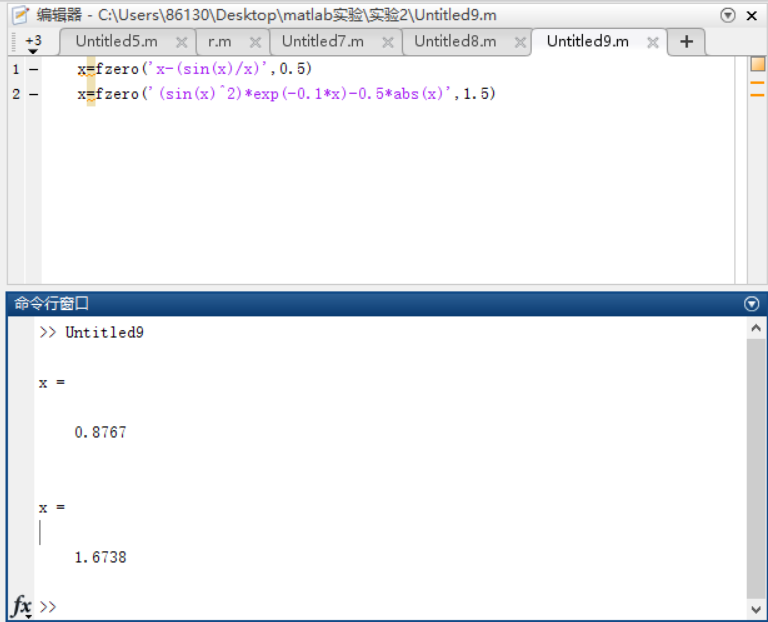 编辑器 - C:\Users\86130\Desktop\matlab实验\实验2\Untitled9.m
+3 Untitled5.m r.m Untitled7.m Untitled8.m Untitled9.m +
1 – x=fzero('x-(sin(x)/x)',0.5)
2 – x=fzero('(sin(x)^2)*exp(-0.1*x)-0.5*abs(x)',1.5)
命令行窗口
>> Untitled9
x =
0.8767
x =
1.6738
fx >>